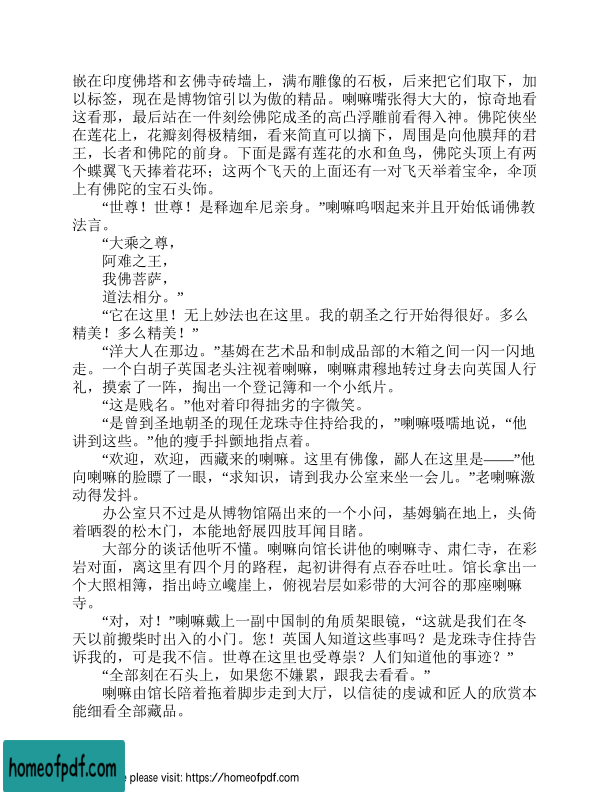 嵌在印度佛塔和玄佛寺砖墙上，满布雕像的石板，后来把它们取下，加
以标签，现在是博物馆引以为傲的精品。喇嘛嘴张得大大的，惊奇地看
这看那，最后站在一件刻绘佛陀成圣的高凸浮雕前看得入神。佛陀侠坐
在莲花上，花瓣刻得极精细，看来简直可以摘下，周围是向他膜拜的君
王，长者和佛陀的前身。下面是露有莲花的水和鱼鸟，佛陀头顶上有两
个蝶翼飞天捧着花环；这两个飞天的上面还有一对飞天举着宝伞，伞顶
上有佛陀的宝石头饰。
“世尊！世尊！是释迦牟尼亲身。”喇嘛呜咽起来并且开始低诵佛教
法言。
“大乘之尊，
阿难之王，
我佛菩萨，
道法相分。”
“它在这里！无上妙法也在这里。我的朝圣之行开始得很好。多么
精美！多么精美！”
“洋大人在那边。”基姆在艺术品和制成品部的木箱之间一闪一闪地
走。一个白胡子英国老头注视着喇嘛，喇嘛肃穆地转过身去向英国人行
礼，摸索了一阵，掏出一个登记簿和一个小纸片。
“这是贱名。”他对着印得拙劣的字微笑。
“是曾到圣地朝圣的现任龙珠寺住持给我的，”喇嘛嗫嚅地说，“他
讲到这些。”他的瘦手抖颤地指点着。
“欢迎，欢迎，西藏来的喇嘛。这里有佛像，鄙人在这里是——”他
向喇嘛的脸瞟了一眼，“求知识，请到我办公室来坐一会儿。”老喇嘛激
动得发抖。
办公室只不过是从博物馆隔出来的一个小问，基姆躺在地上，头倚
着晒裂的松木门，本能地舒展四肢耳闻目睹。
大部分的谈话他听不懂。喇嘛向馆长讲他的喇嘛寺、肃仁寺，在彩
岩对面，离这里有四个月的路程，起初讲得有点吞吞吐吐。馆长拿出一
个大照相簿，指出峙立巉崖上，俯视岩层如彩带的大河谷的那座喇嘛
寺。
“对，对！”喇嘛戴上一副中国制的角质架眼镜，“这就是我们在冬
天以前搬柴时出入的小门。您！英国人知道这些事吗？是龙珠寺住持告
诉我的，可是我不信。世尊在这里也受尊崇？人们知道他的事迹？”
“全部刻在石头上，如果您不嫌累，跟我去看看。”
喇嘛由馆长陪着拖着脚步走到大厅，以信徒的虔诚和匠人的欣赏本
能细看全部藏品。
homeofpdf.com
please visit: https://homeofpdf.com